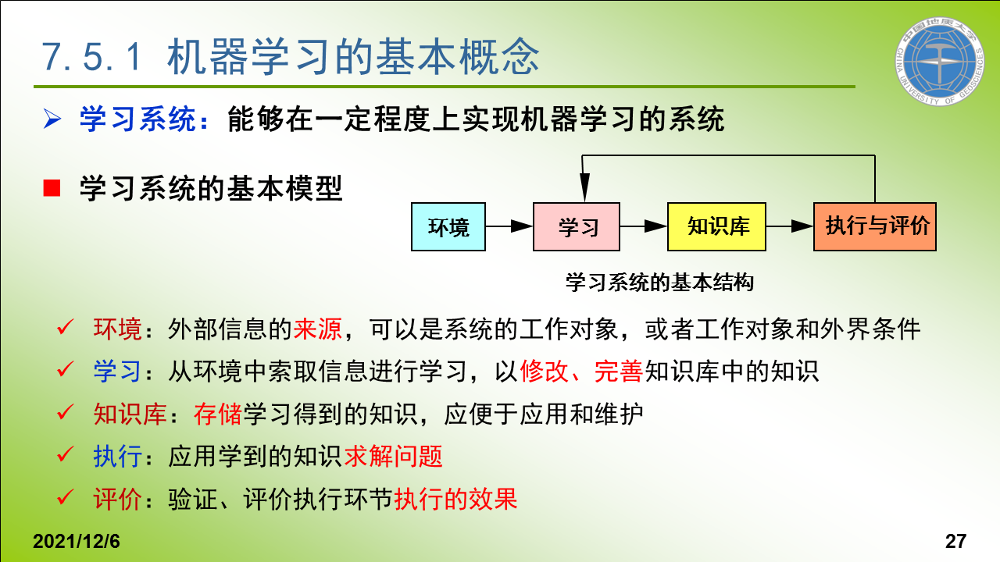 7.5.1 机器学习的基本概念
中国地质大学
CHINA UNIVERSITY OF GEOSCIENCES
学习系统：能够在一定程度上实现机器学习的系统
学习系统的基本模型
环境
学习
知识库
执行与评价
学习系统的基本结构
环境：外部信息的来源，可以是系统的工作对象，或者工作对象和外界条件
学习：从环境中索取信息进行学习，以修改、完善知识库中的知识
知识库：存储学习得到的知识，应便于应用和维护
执行：应用学到的知识求解问题
评价：验证、评价执行环节执行的效果
2021/12/6
27